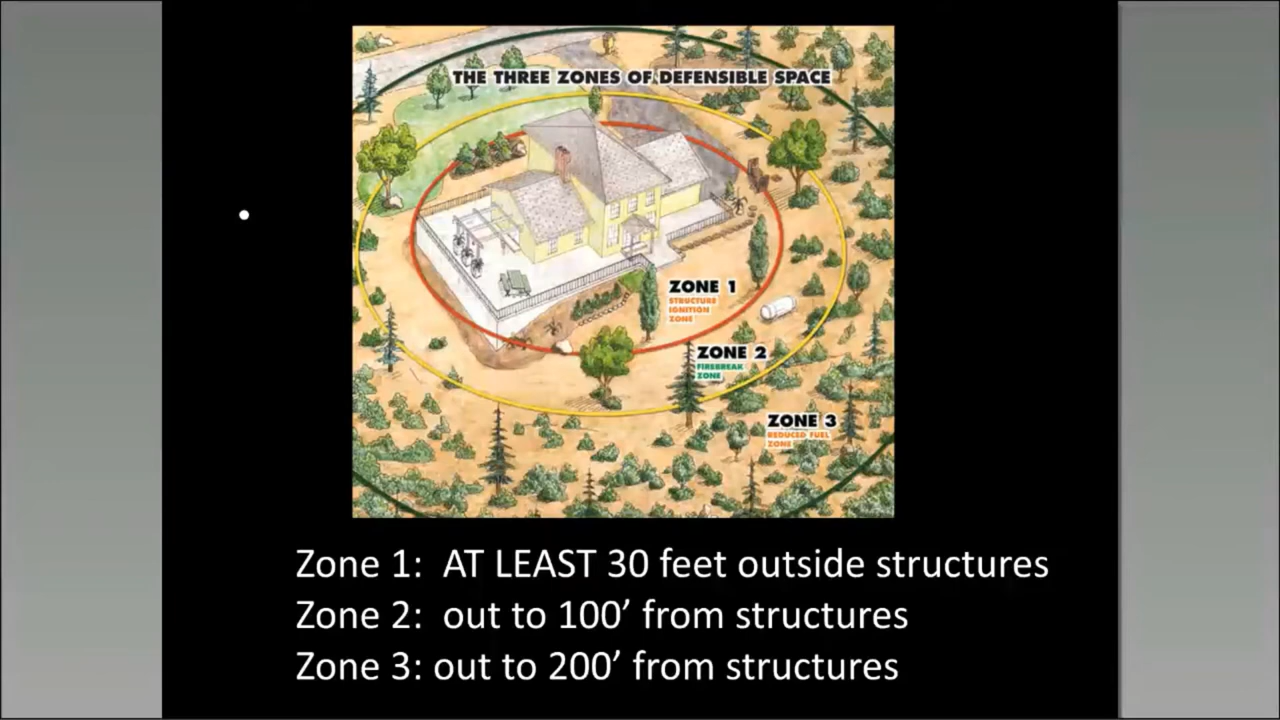 THE THREE ZONES OF DEFENSIBLE SPACE
ZONE 1
STRUCTURE
IGNITION
ZONE
ZONE 2
FIREBREAK
ZONE
ZONE 3
REDUCED FUEL
ZONE
Zone 1:  AT LEAST 30 feet outside structures
Zone 2:  out to 100’ from structures
Zone 3: out to 200’ from structures